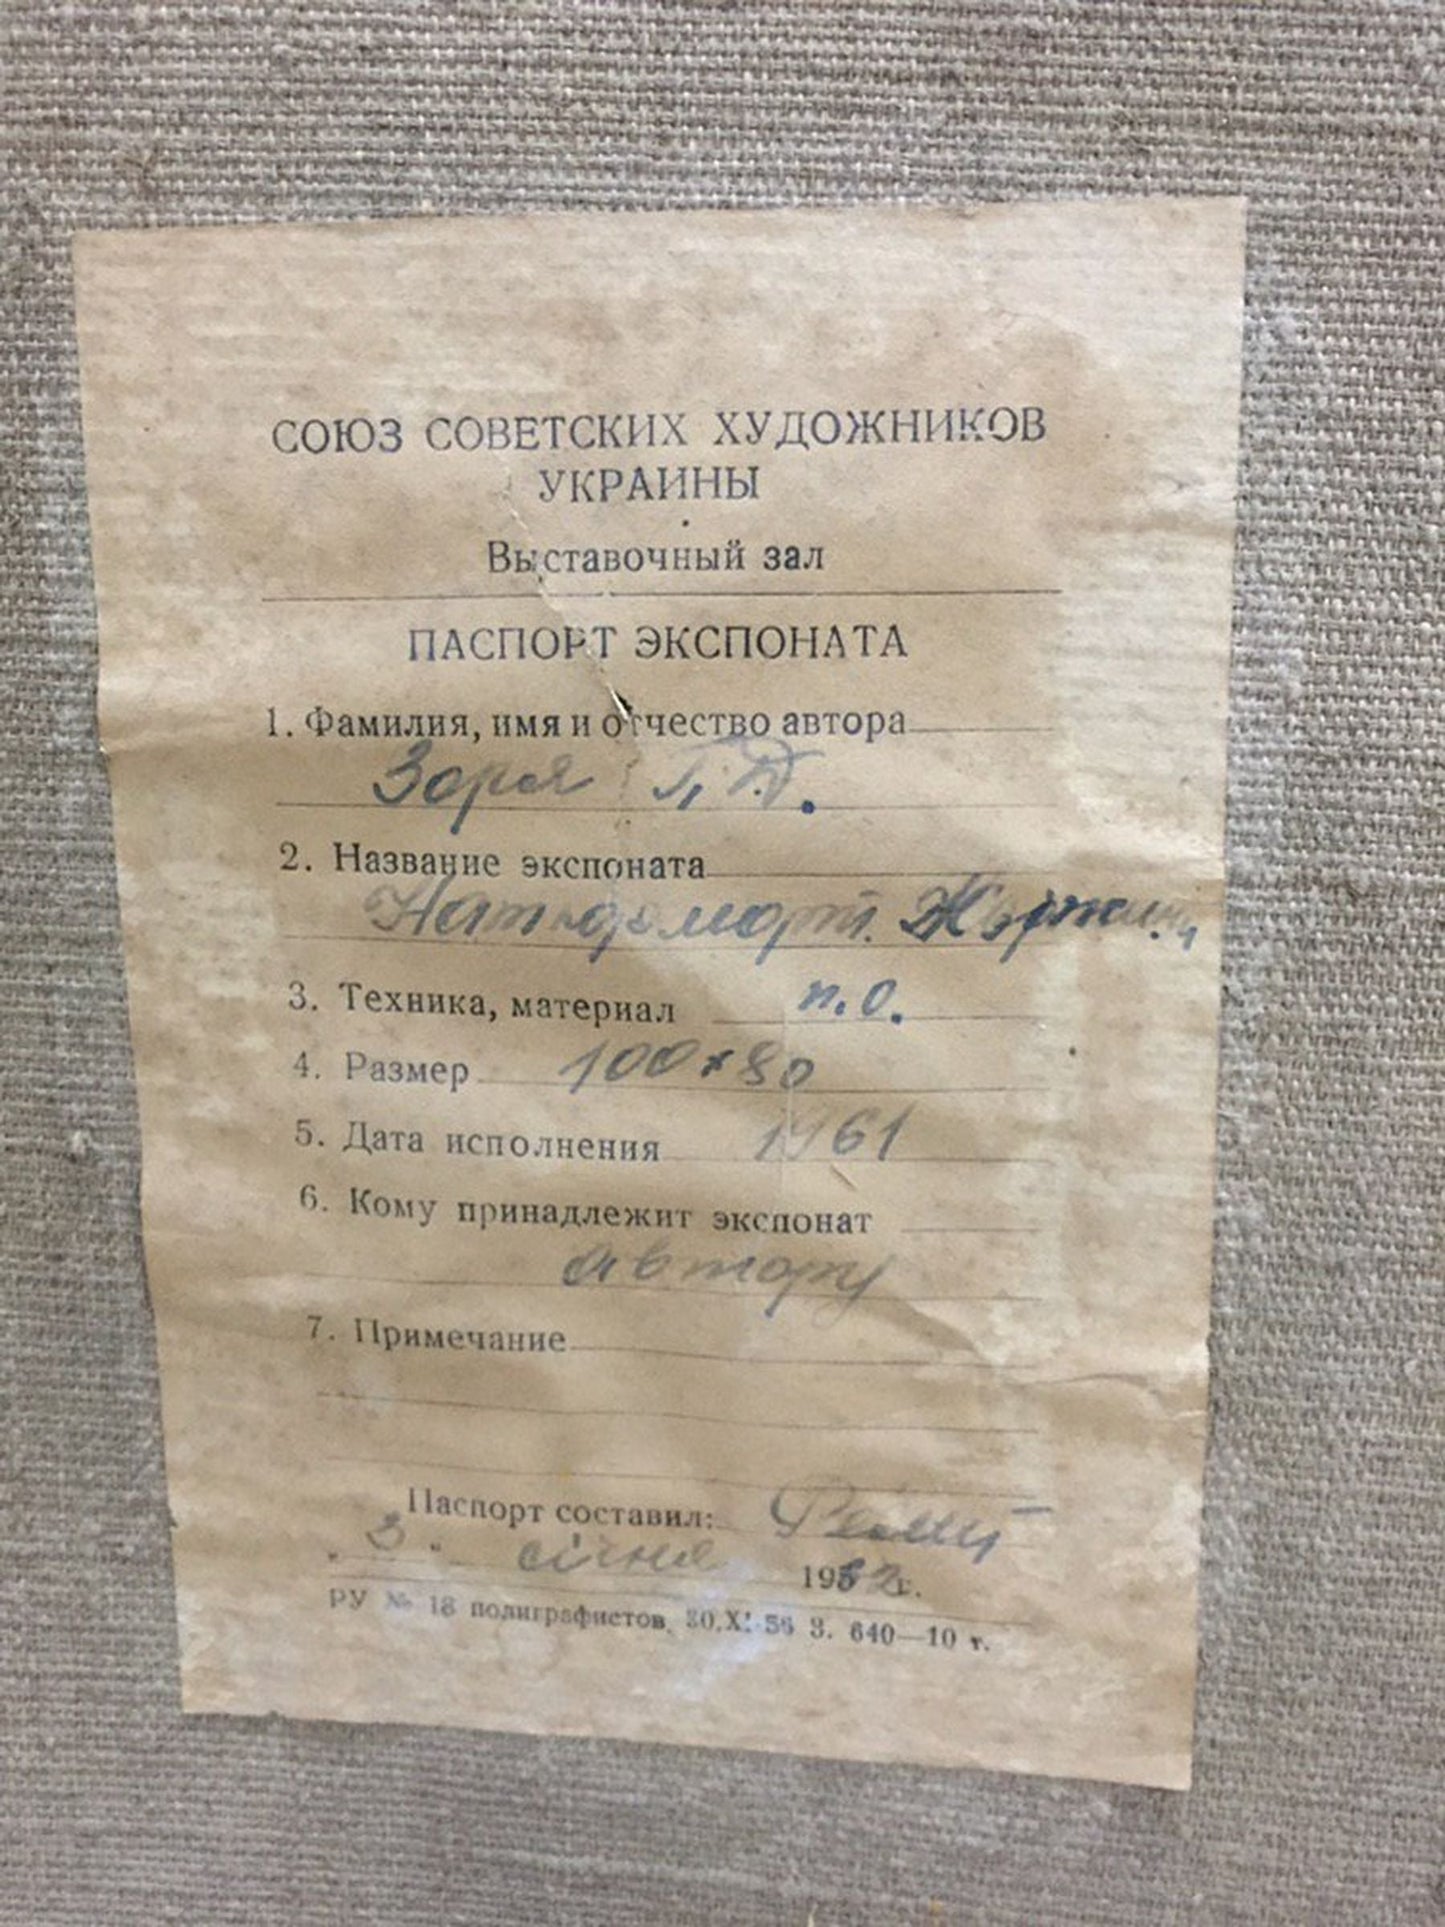 СОЮЗ СОВЕТСКИХ ХУДОЖНИКОВ
УКРАИНЫ
Выставочный зал
ПАСПОРТ ЭКСПОНАТА
1. Фамилия, имя и отчество автора
Зоря Г. Д.
2. Название экспоната
Натюрморт. Жоржини
3. Техника, материал п.о.
4. Размер 100×80
5. Дата исполнения 1961
6. Кому принадлежит экспонат
автору
7. Примечание
Паспорт составил:
„3" січня 1962 г.
РУ № 18 полиграфистов 30.XI-56 З. 640—10 т.